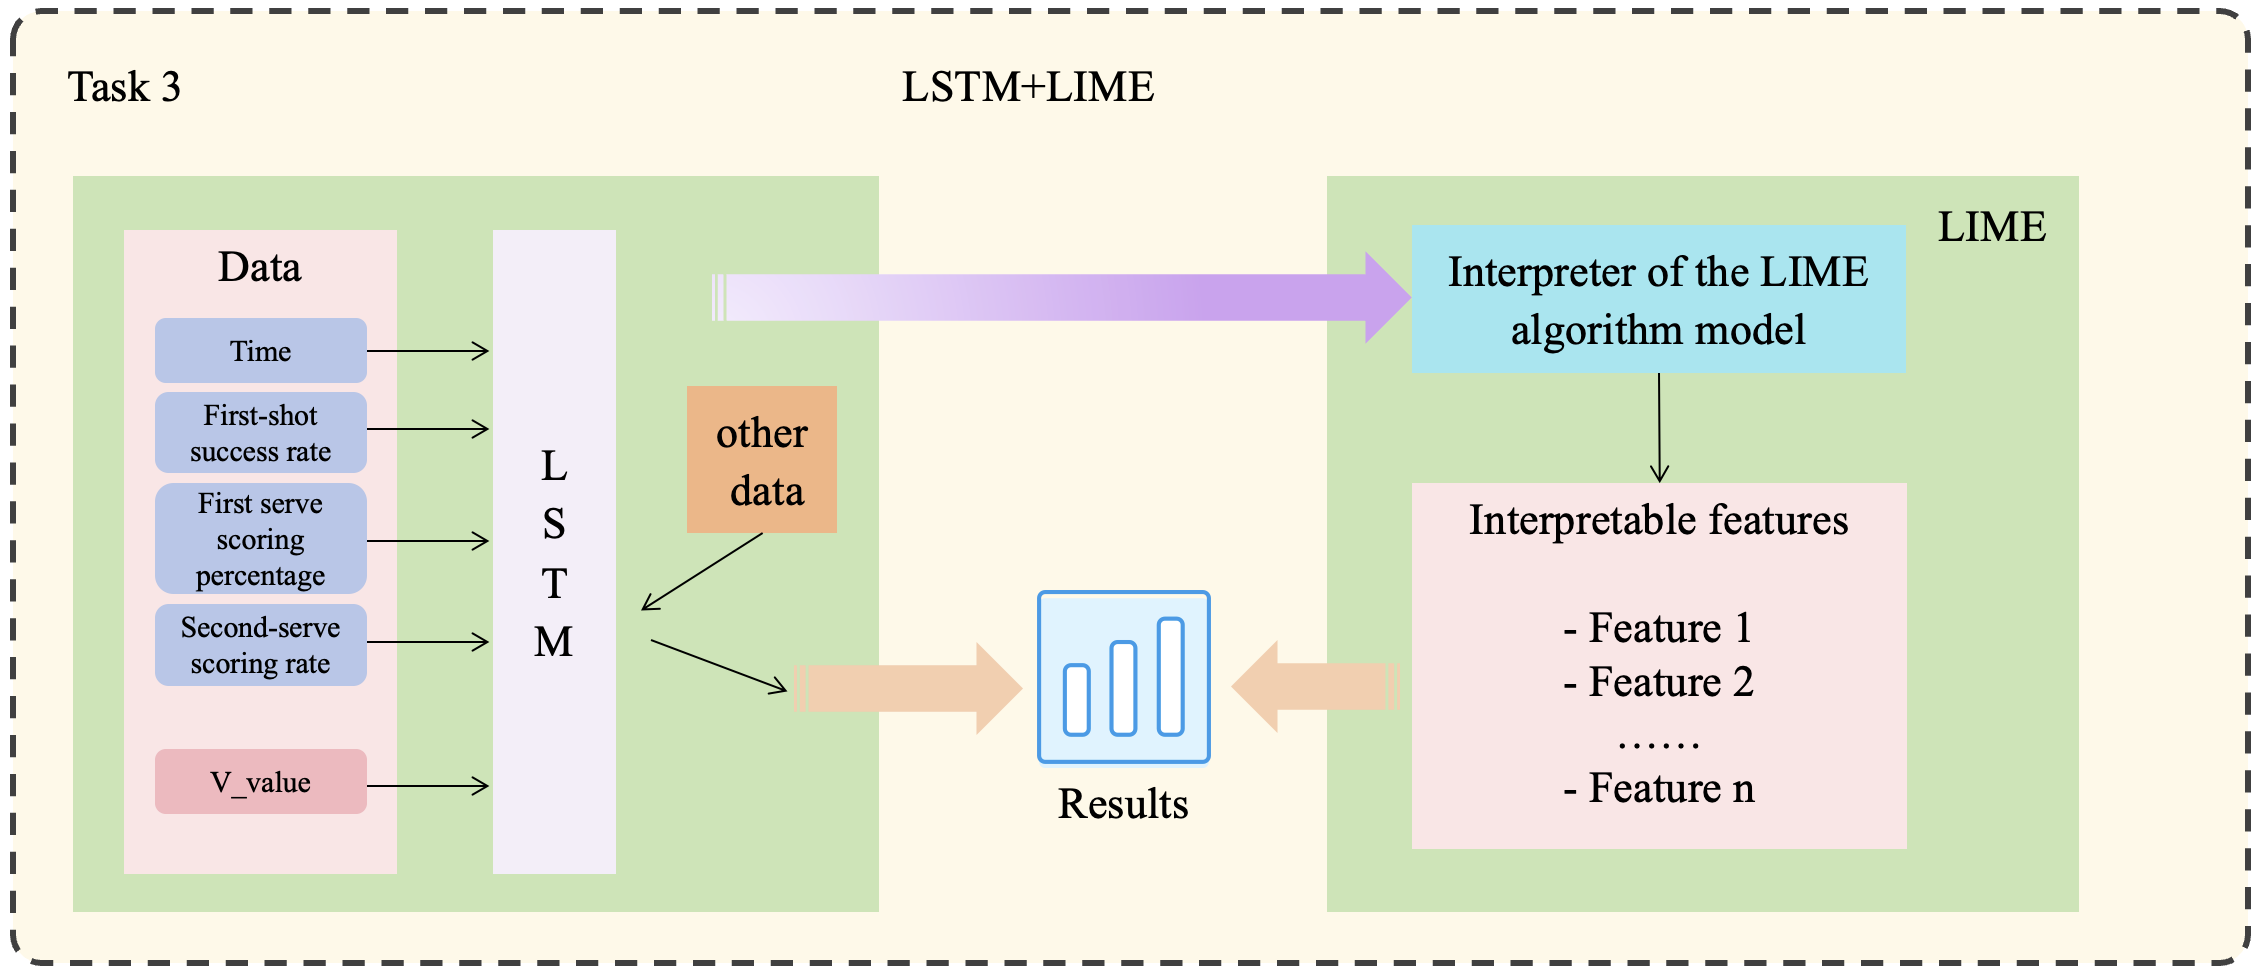 Task 3
LSTM+LIME
Data
Time
First-shot
success rate
First serve
scoring
percentage
Second-serve
scoring rate
V_value
L
S
T
M
other
data
Results
LIME
Interpreter of the LIME
algorithm model
Interpretable features
- Feature 1
- Feature 2
......
- Feature n